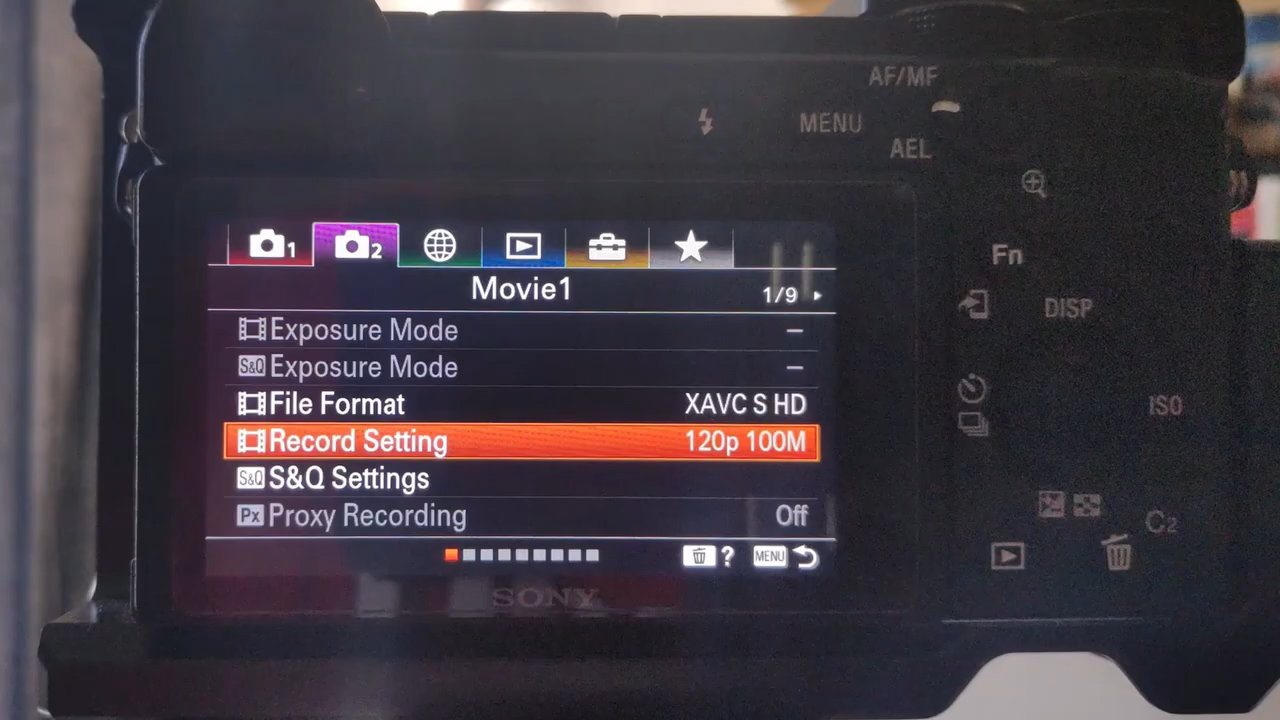 AF/MF
MENU
AEL
1
2
Movie1
1/9
Fn
DISP
Exposure Mode –
S&Q Exposure Mode –
File Format XAVC S HD
ISO
Record Setting 120p 100M
S&Q S&Q Settings
Px Proxy Recording Off
C2
? MENU
SONY